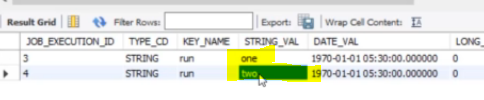 Result Grid Filter Rows: Export: Wrap Cell Content:
JOB_EXECUTION_ID TYPE_CD KEY_NAME STRING_VAL DATE_VAL LONG_
3 STRING run one 1970-01-01 05:30:00.000000 0
4 STRING run two 1970-01-01 05:30:00.000000 0